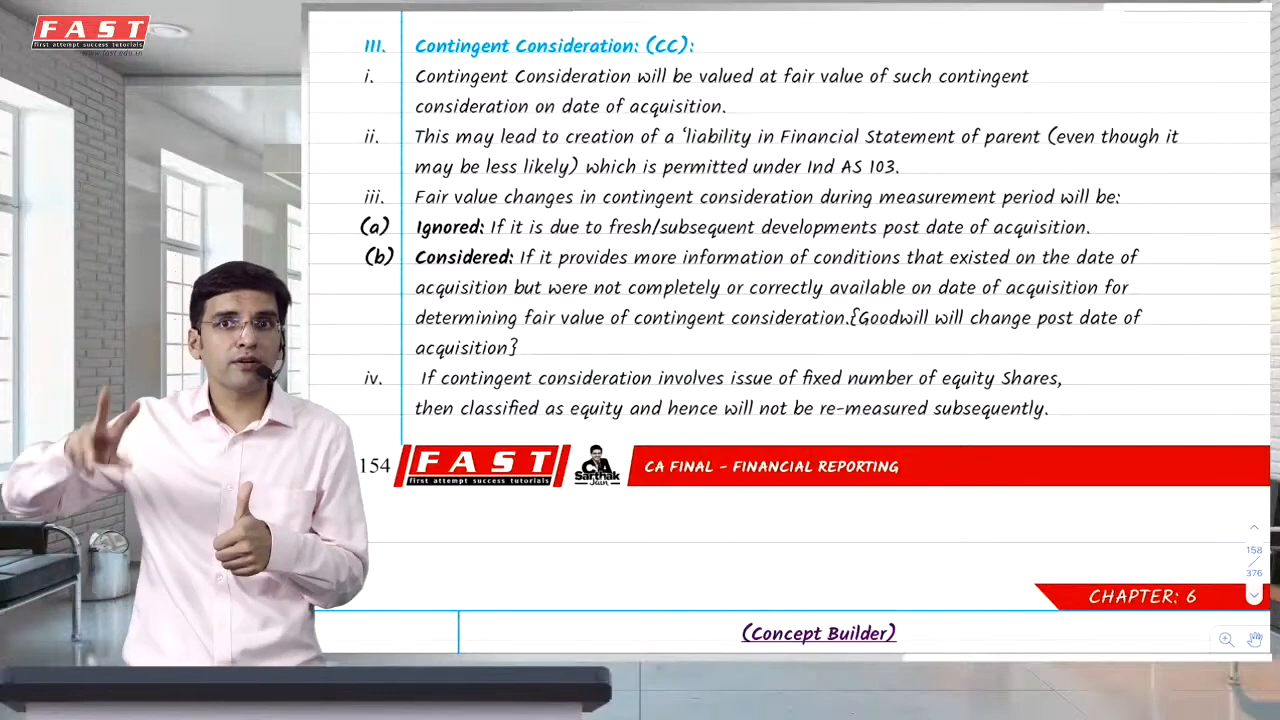 FAST
first attempt success tutorials
www.fast.edu.in
III. Contingent Consideration: (CC):
i. Contingent Consideration will be valued at fair value of such contingent
consideration on date of acquisition.
ii. This may lead to creation of a ‘liability in Financial Statement of parent (even though it
may be less likely) which is permitted under Ind AS 103.
iii. Fair value changes in contingent consideration during measurement period will be:
(a) Ignored: If it is due to fresh/subsequent developments post date of acquisition.
(b) Considered: If it provides more information of conditions that existed on the date of
acquisition but were not completely or correctly available on date of acquisition for
determining fair value of contingent consideration.{Goodwill will change post date of
acquisition}
iv. If contingent consideration involves issue of fixed number of equity Shares,
then classified as equity and hence will not be re-measured subsequently.
154 FAST
first attempt success tutorials
CA
Sarthak
Jain
CA FINAL - FINANCIAL REPORTING
158
376
CHAPTER: 6
(Concept Builder)